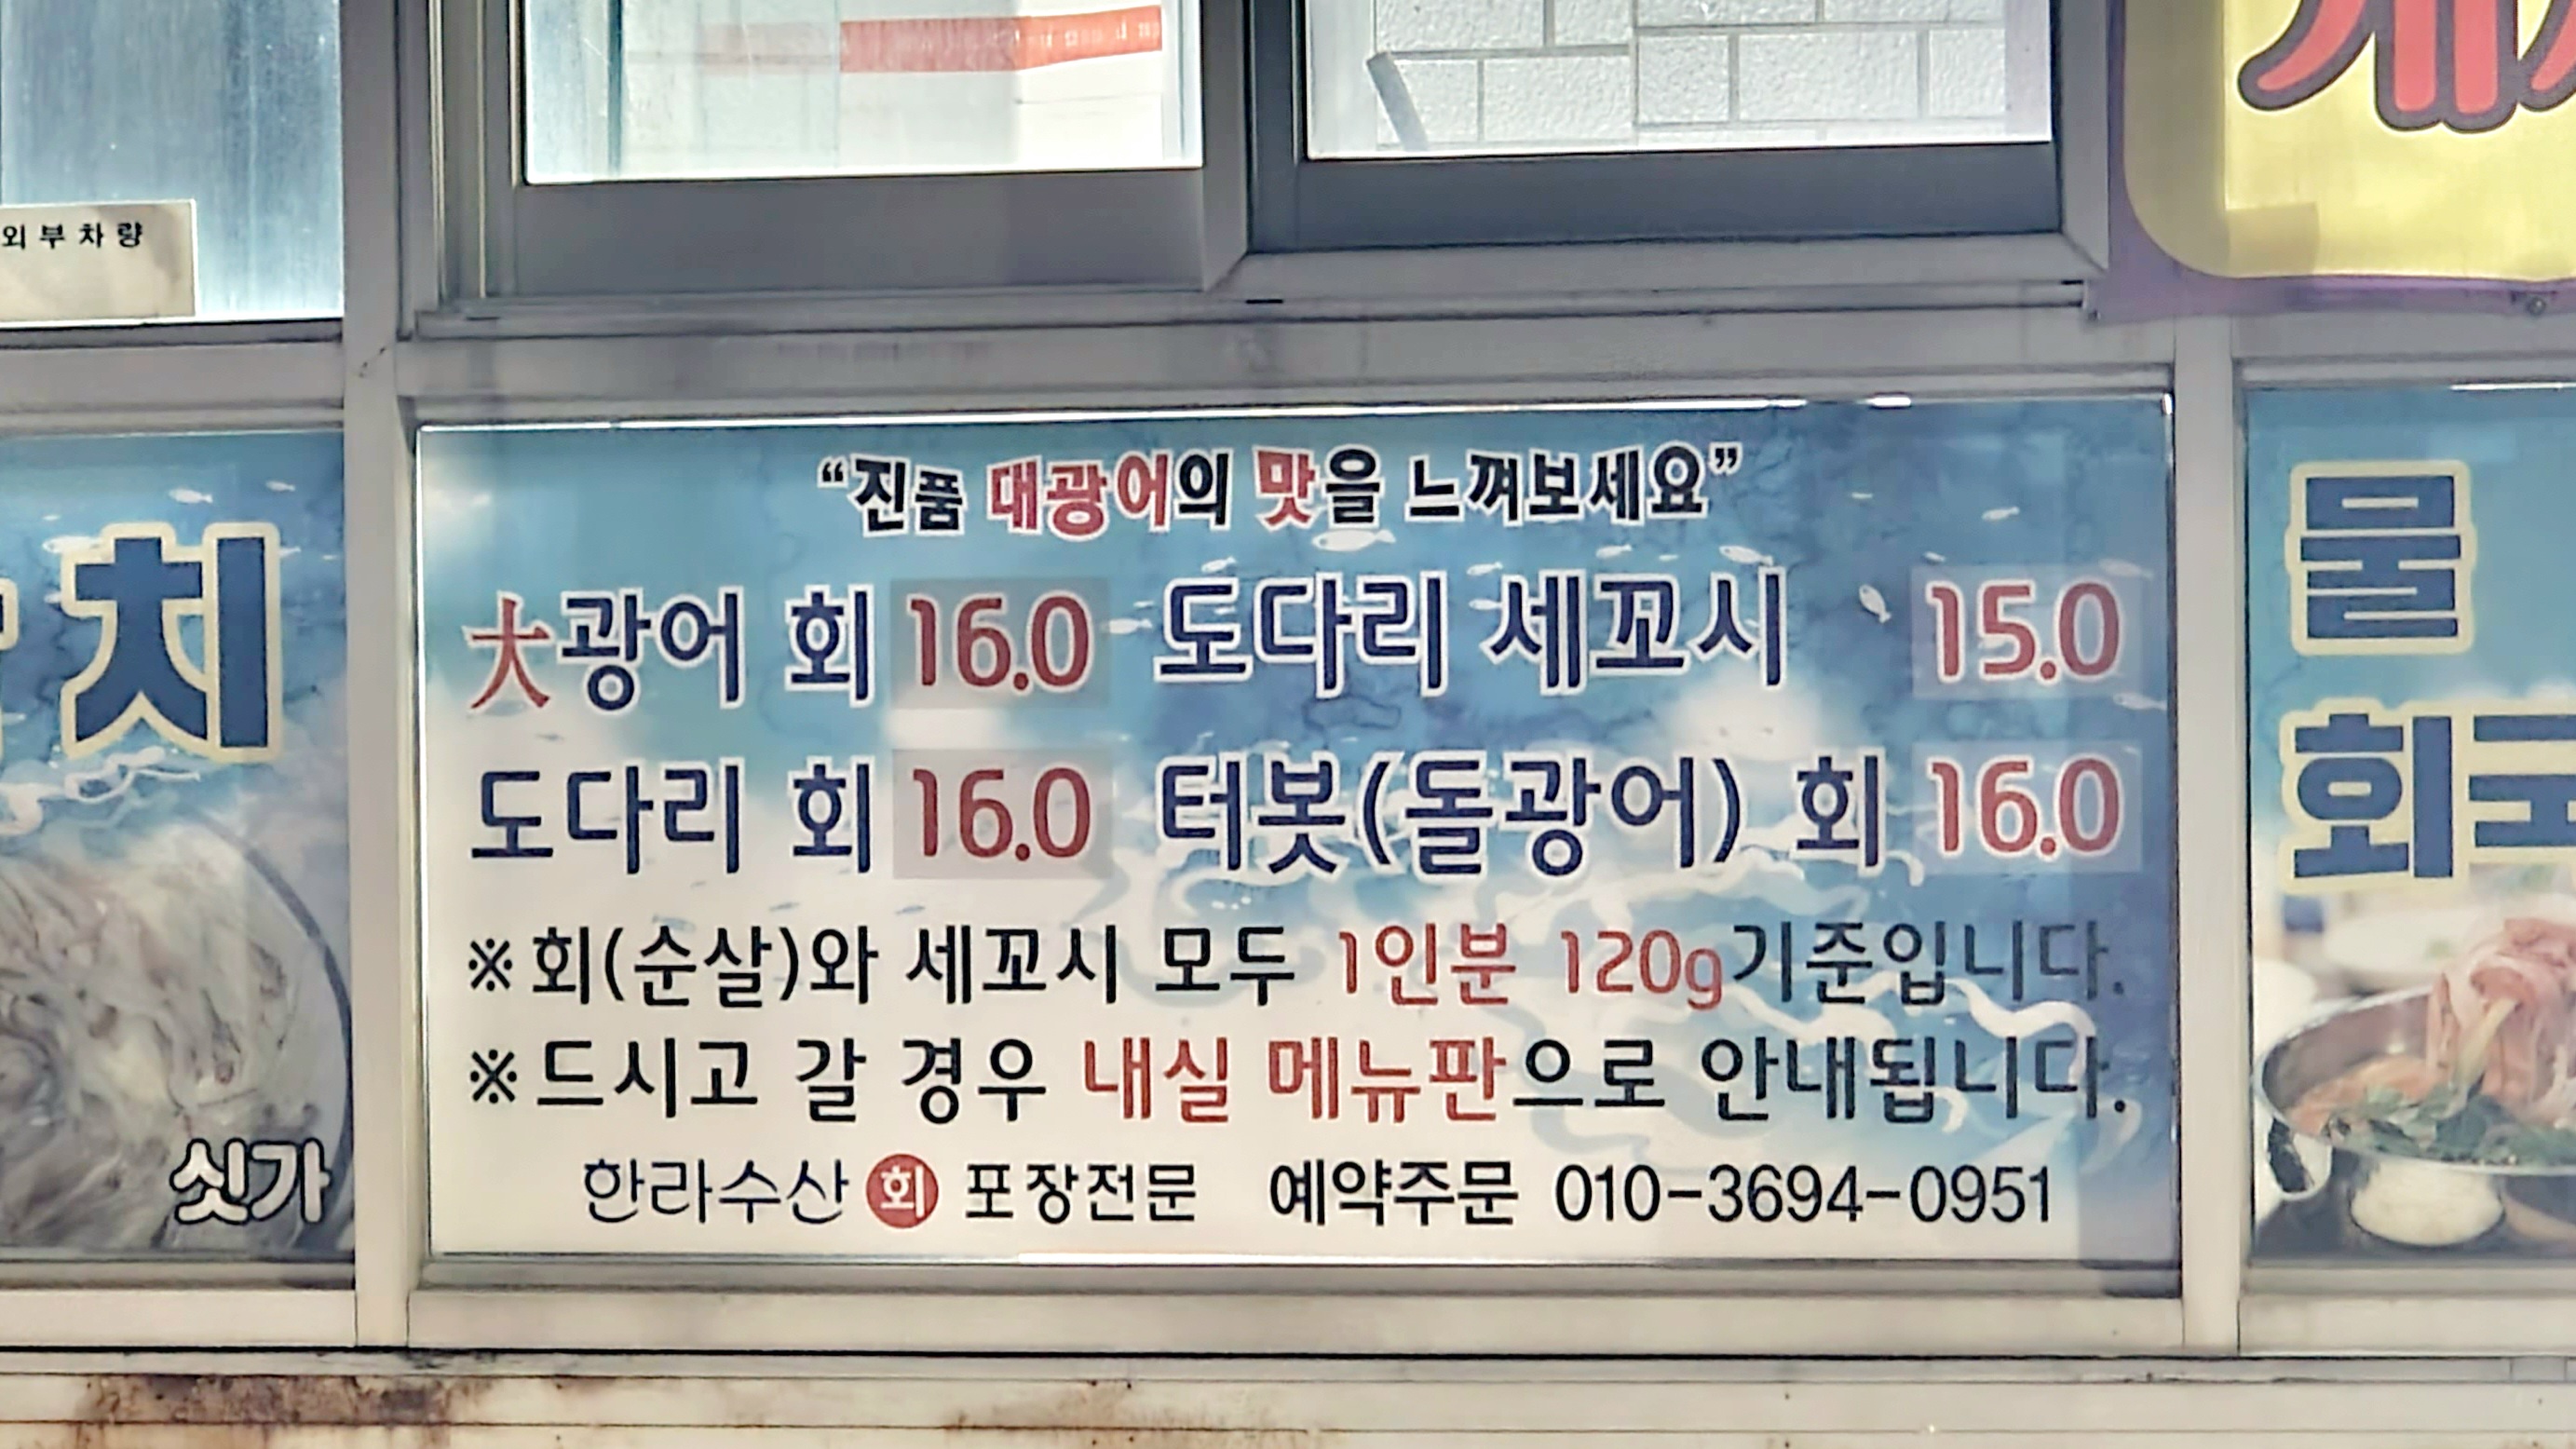 외부차량
“진품 대광어의 맛을 느껴보세요”
大광어 회 16.0 도다리 세꼬시 15.0
도다리 회 16.0 터봇(돌광어) 회 16.0
※회(순살)와 세꼬시 모두 1인분 120g기준입니다.
※드시고 갈 경우 내실 메뉴판으로 안내됩니다.
한라수산 회 포장전문 예약주문 010-3694-0951
치
싯가
물
회